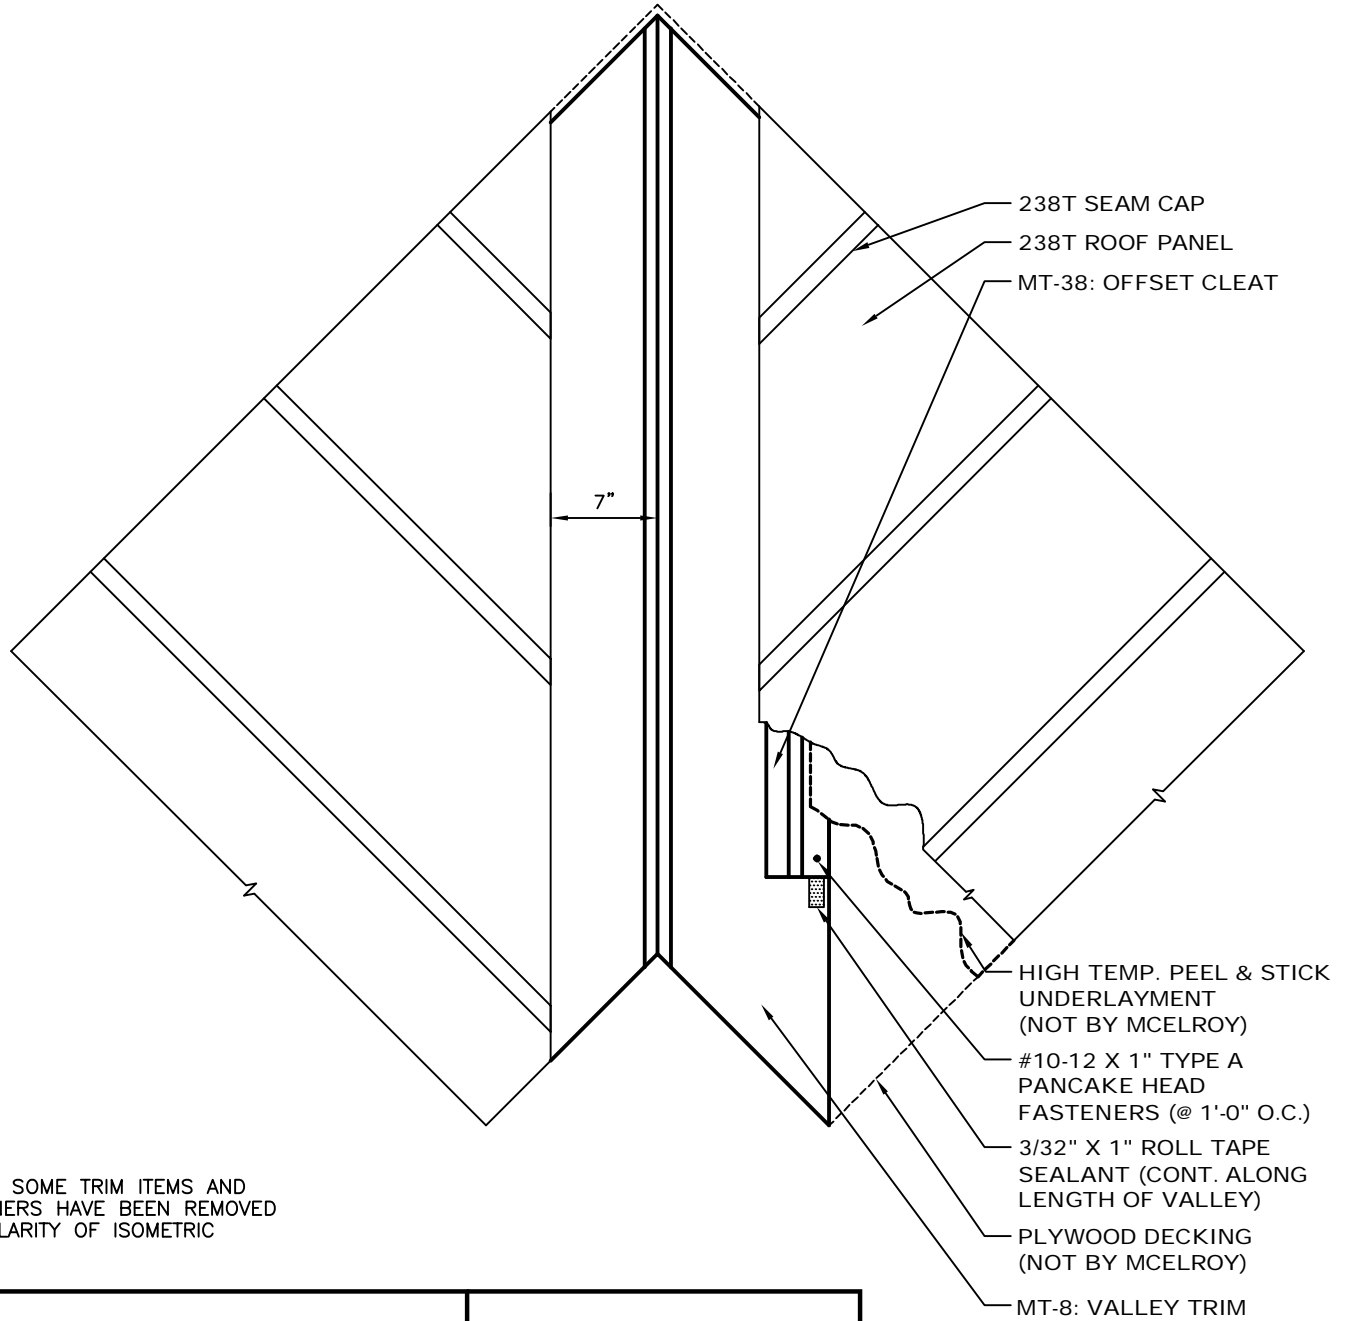 238T SEAM CAP
238T ROOF PANEL
MT-38: OFFSET CLEAT
7"
HIGH TEMP. PEEL & STICK
UNDERLAYMENT
(NOT BY MCELROY)
#10-12 X 1" TYPE A
PANCAKE HEAD
FASTENERS (@ 1'-0" O.C.)
3/32" X 1" ROLL TAPE
SEALANT (CONT. ALONG
LENGTH OF VALLEY)
PLYWOOD DECKING
(NOT BY MCELROY)
MT-8: VALLEY TRIM
SOME TRIM ITEMS AND
HAVE BEEN REMOVED
OF ISOMETRIC